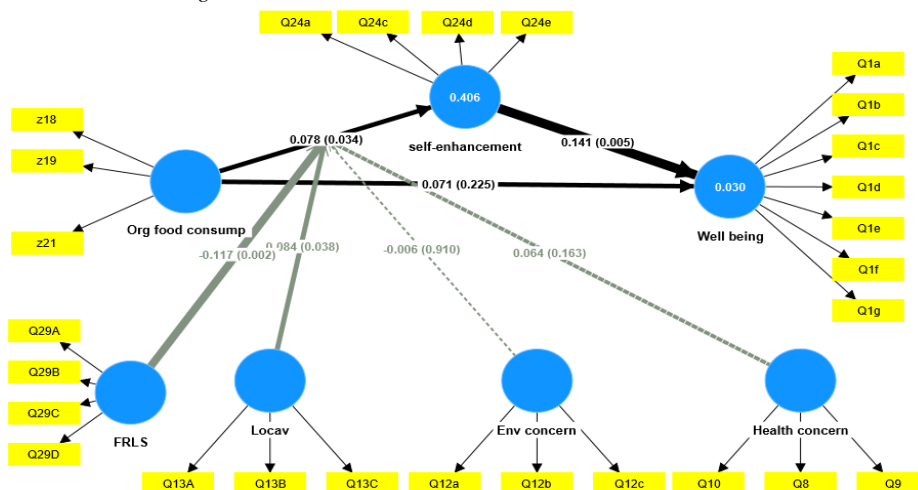 Q24a
Q24c
Q24d
Q24e
0.406
self-enhancement
z18
z19
z21
Org food consump
0.078 (0.034)
0.141 (0.005)
0.071 (0.225)
0.030
Well being
Q1a
Q1b
Q1c
Q1d
Q1e
Q1f
Q1g
-0.117 (0.002)
0.084 (0.038)
-0.006 (0.910)
0.064 (0.163)
Q29A
Q29B
Q29C
Q29D
FRLS
Locav
Env concern
Health concern
Q13A
Q13B
Q13C
Q12a
Q12b
Q12c
Q10
Q8
Q9